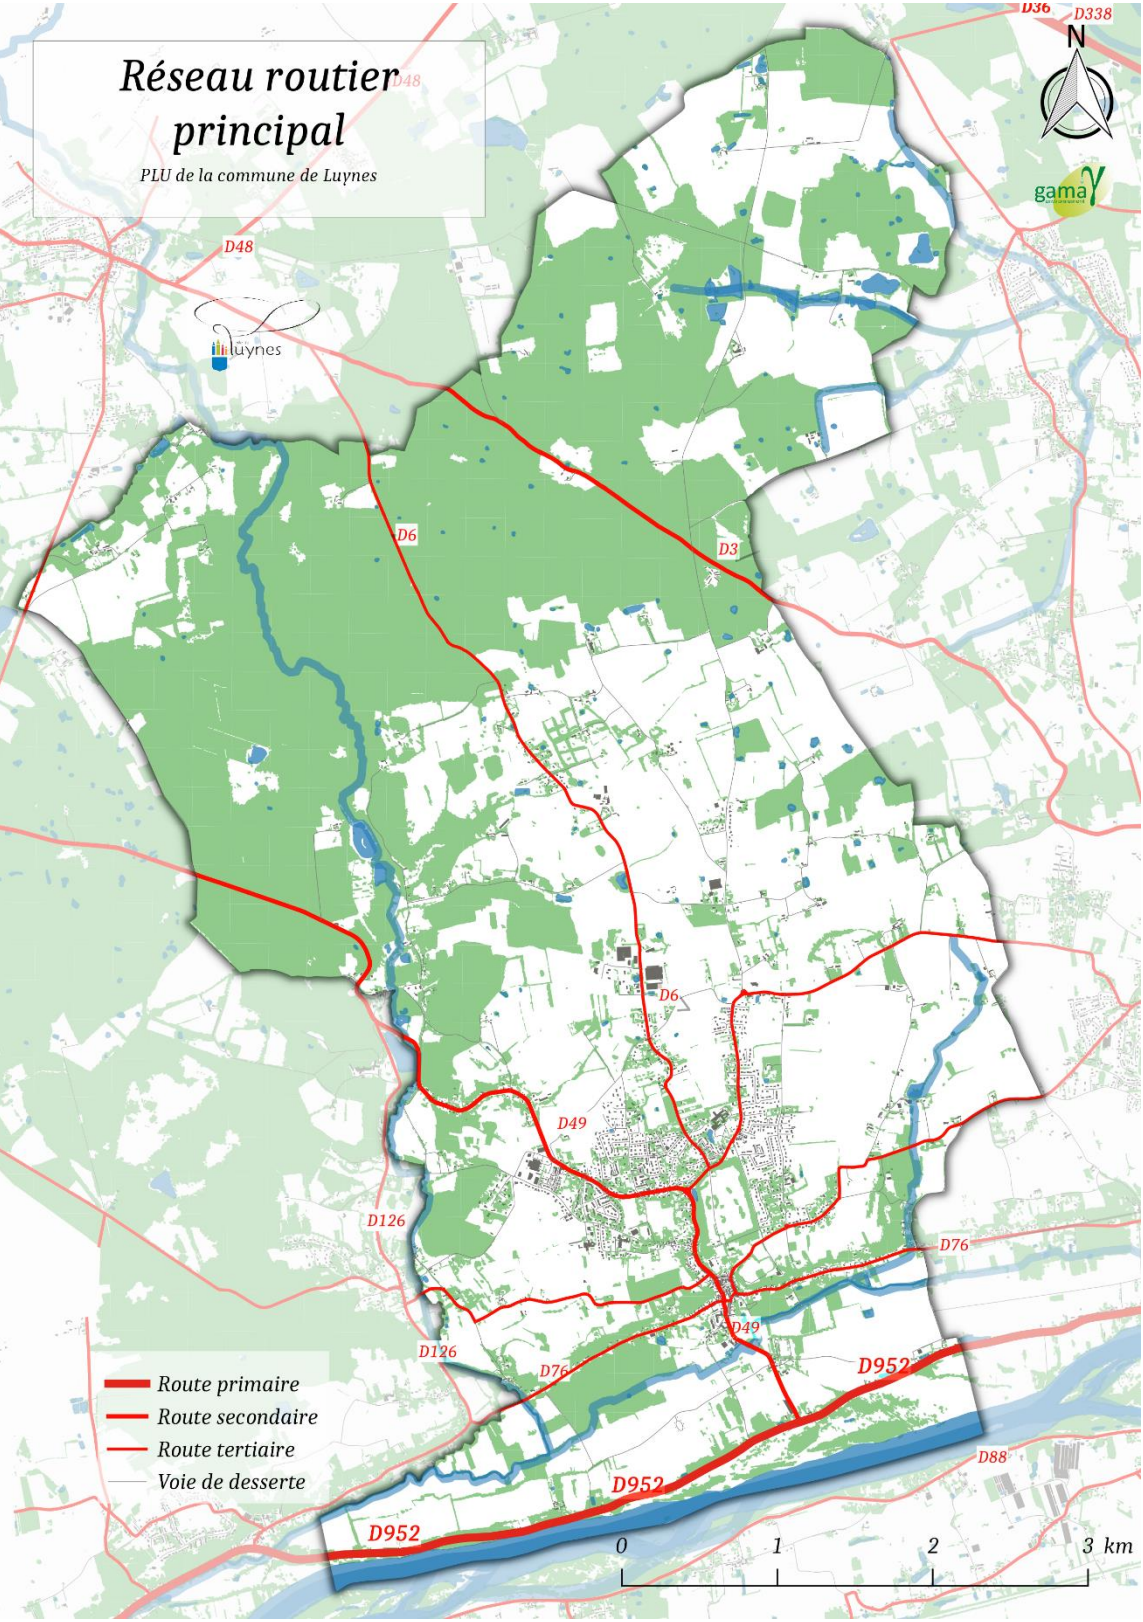 D36
D338
N
Réseau routier
D48
principal
PLU de la commune de Luynes
gama
D48
luynes
D6
D3
D6
D49
D126
D76
D49
D126
D952
D76
Route primaire
Route secondaire
Route tertiaire
Voie de desserte
D88
D952
D952
0 1 2 3 km